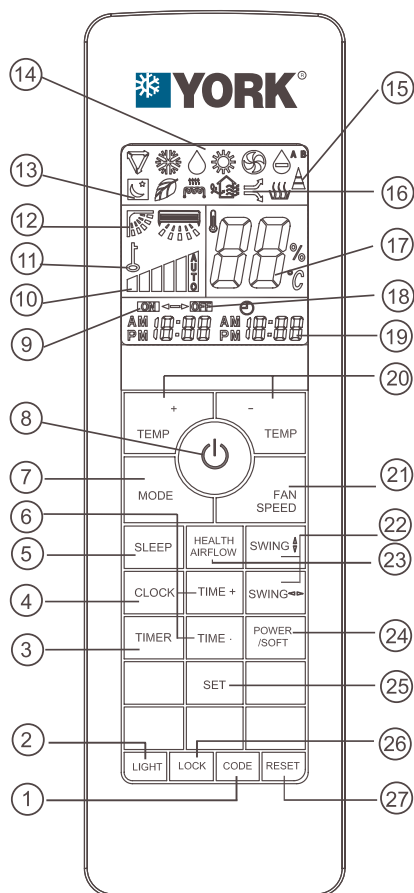 14
YORK®
15
A B
13
16
12
%
17
11
°C
10
AUTO
ON OFF
18
9
AM 18:88 AM 18:88
PM PM
19
20
8
+ -
TEMP TEMP
7
21
MODE
FAN
SPEED
6
22
5
SLEEP
HEALTH
AIRFLOW
SWING
23
4
CLOCK TIME + SWING
3
TIMER TIME -
POWER
/SOFT
24
SET
25
2
26
LIGHT LOCK CODE RESET
1
27